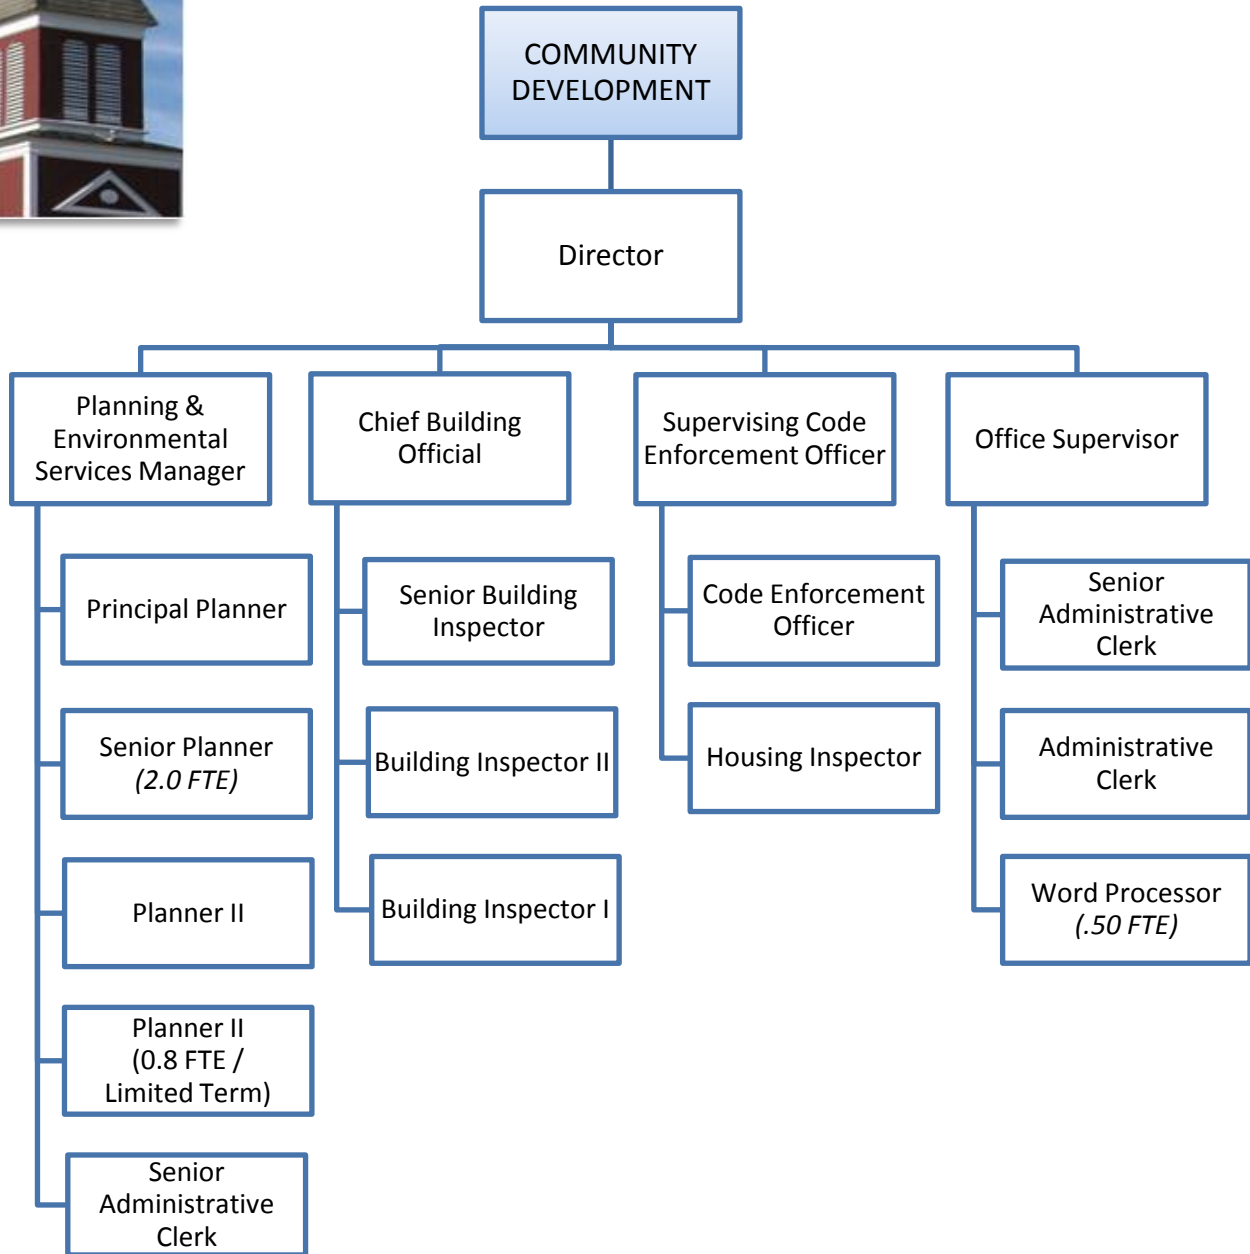 COMMUNITY
DEVELOPMENT
Director
Planning &
Environmental
Services Manager
Chief Building
Official
Supervising Code
Enforcement Officer
Office Supervisor
Principal Planner
Senior Planner
(2.0 FTE)
Planner II
Planner II
(0.8 FTE /
Limited Term)
Senior
Administrative
Clerk
Senior Building
Inspector
Building Inspector II
Building Inspector I
Code Enforcement
Officer
Housing Inspector
Senior
Administrative
Clerk
Administrative
Clerk
Word Processor
(.50 FTE)